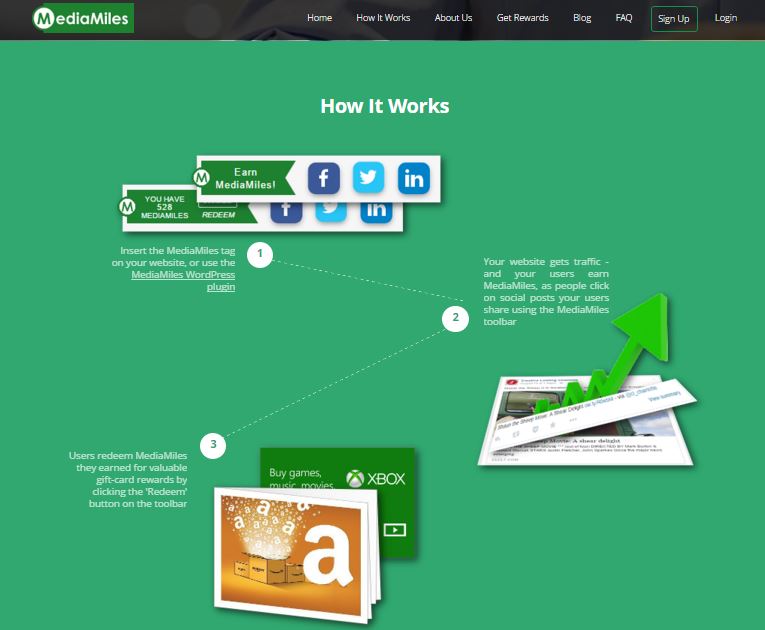 MediaMiles
Home
How It Works
About Us
Get Rewards
Blog
FAQ
Sign Up
Login
How It Works
M
Earn
MediaMiles!
f
in
M
YOU HAVE
528
MEDIAMILES
REDEEM
f
in
Insert the MediaMiles tag
on your website, or use the
MediaMiles WordPress
plugin
1
2
Your website gets traffic -
and your users earn
MediaMiles, as people click
on social posts your users
share using the MediaMiles
toolbar
View summary
Shaun the Sheep Movie: A Shear Delight
Movie: A shear delight
3
Users redeem MediaMiles
they earned for valuable
gift-card rewards by
clicking the 'Redeem'
button on the toolbar
Buy games,
music, movies
XBOX
a